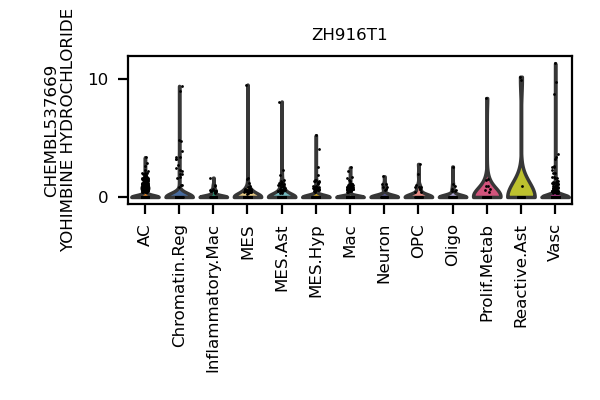 ZH916T1
CHEMBL537669
YOHIMBINE HYDROCHLORIDE
10
0
AC
Chromatin.Reg
Inflammatory.Mac
MES
MES.Ast
MES.Hyp
Mac
Neuron
OPC
Oligo
Prolif.Metab
Reactive.Ast
Vasc